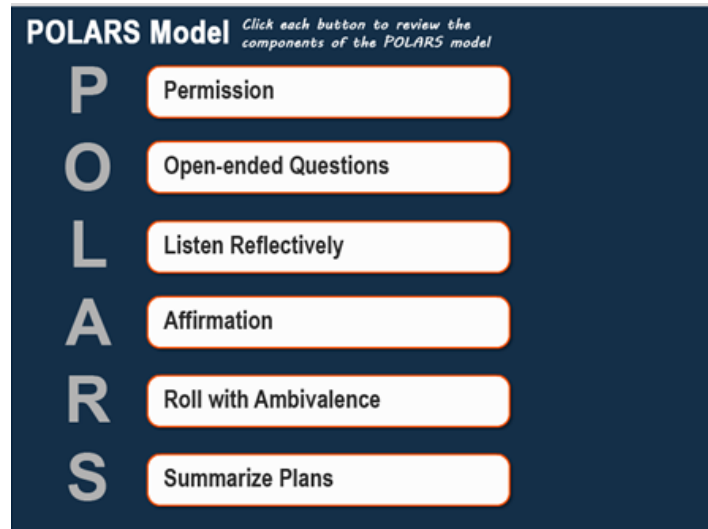 POLARS Model
Click each button to review the
components of the POLARS model
P Permission
O Open-ended Questions
L Listen Reflectively
A Affirmation
R Roll with Ambivalence
S Summarize Plans